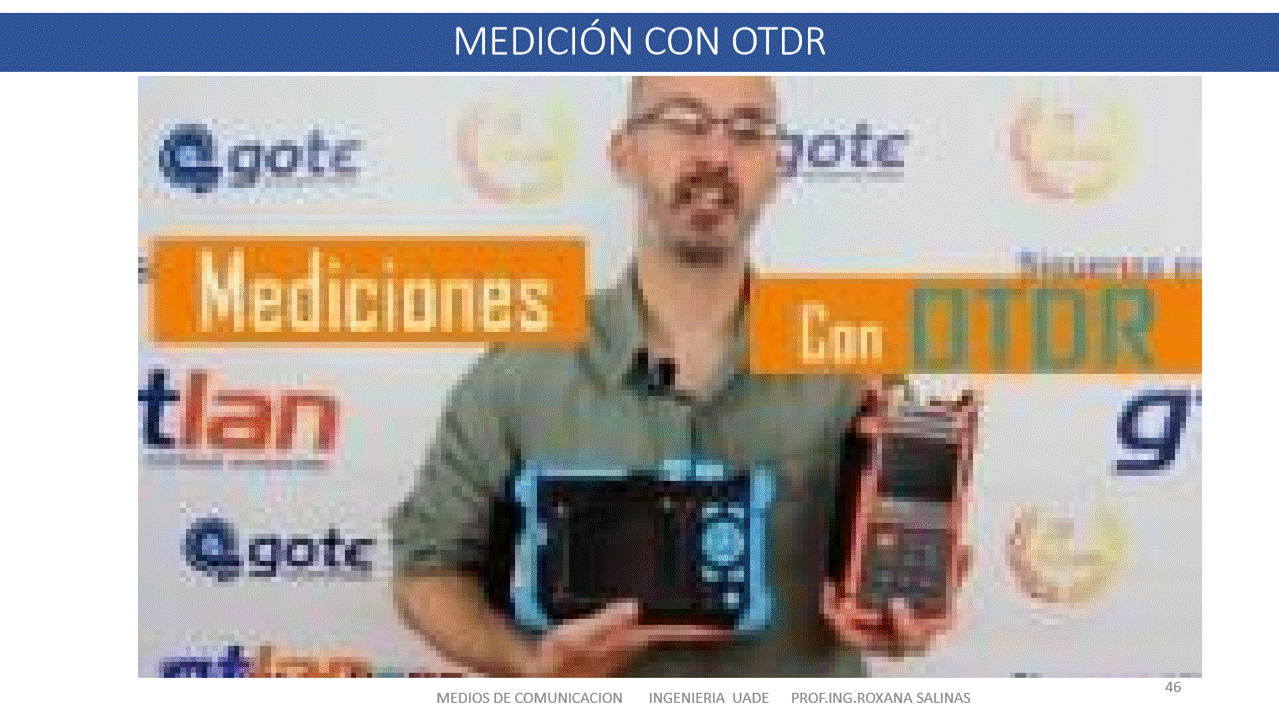 MEDICIÓN CON OTDR
gotc
gotc
Mediciones
Con OTDR
tlan
g
gotc
46
MEDIOS DE COMUNICACION INGENIERIA UADE PROF.ING.ROXANA SALINAS